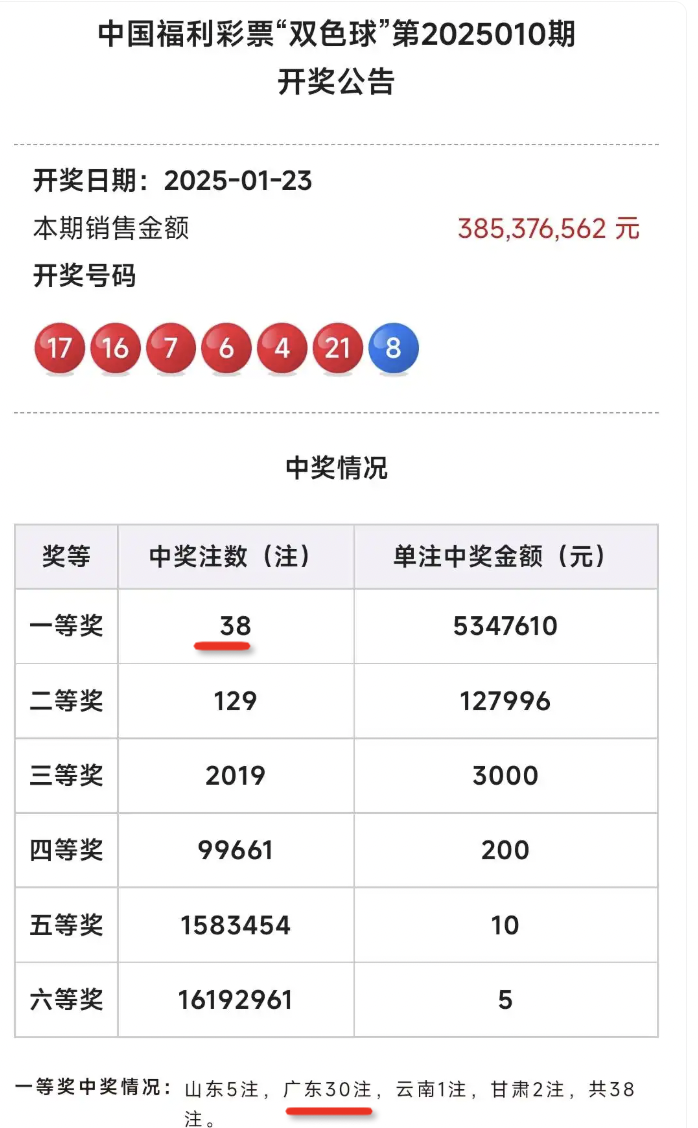 中国福利彩票“双色球”第2025010期
开奖公告
开奖日期：2025-01-23
本期销售金额 385,376,562 元
开奖号码
17 16 7 6 4 21 8
中奖情况
奖等 中奖注数（注） 单注中奖金额（元）
一等奖 38 5347610
二等奖 129 127996
三等奖 2019 3000
四等奖 99661 200
五等奖 1583454 10
六等奖 16192961 5
一等奖中奖情况：山东5注，广东30注，云南1注，甘肃2注，共38
注。